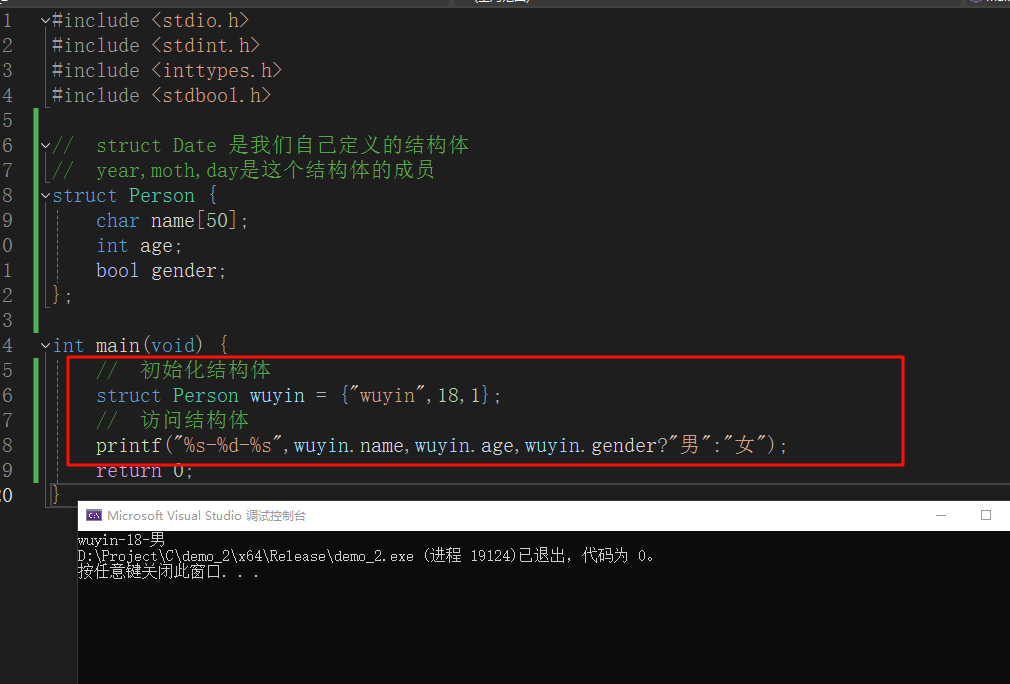 1 #include <stdio.h>
2 #include <stdint.h>
3 #include <inttypes.h>
4 #include <stdbool.h>
5
6 // struct Date 是我们自己定义的结构体
7 // year,moth,day是这个结构体的成员
8 struct Person {
9 char name[50];
0 int age;
1 bool gender;
2 };
3
4 int main(void) {
5 // 初始化结构体
6 struct Person wuyin = {"wuyin",18,1};
7 // 访问结构体
8 printf("%s-%d-%s",wuyin.name,wuyin.age,wuyin.gender?"男":"女");
9 return 0;
20 }
Microsoft Visual Studio 调试控制台
wuyin-18-男
D:\Project\C\demo_2\x64\Release\demo_2.exe (进程 19124)已退出，代码为 0。
按任意键关闭此窗口. . .